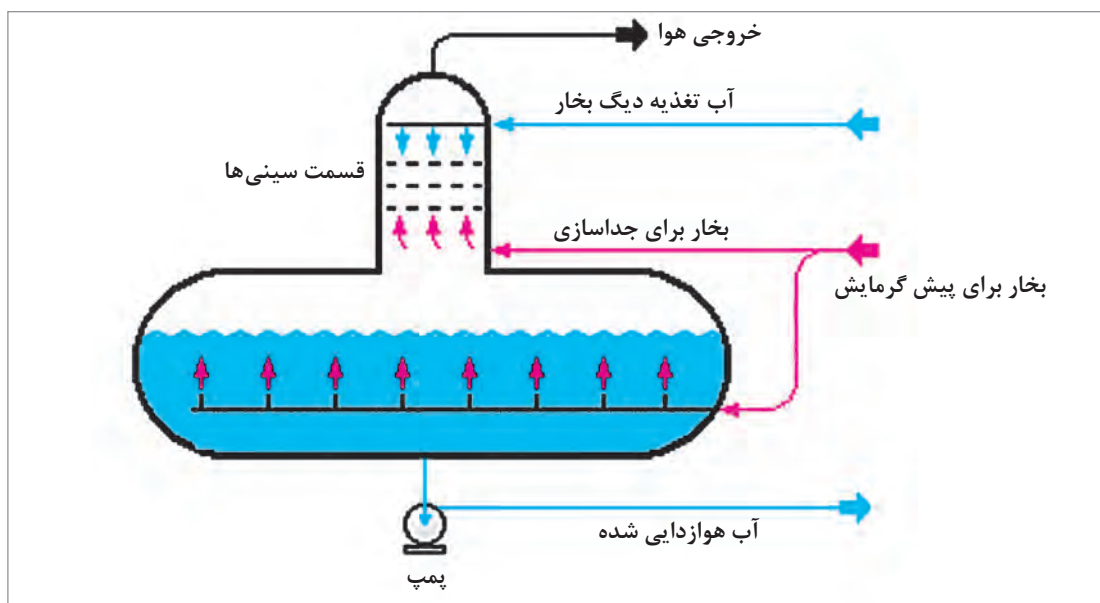 خروجی هوا
آب تغذیه دیگ بخار
قسمت سینی‌ها
بخار برای جداسازی
بخار برای پیش گرمایش
آب هوازدایی شده
پمپ